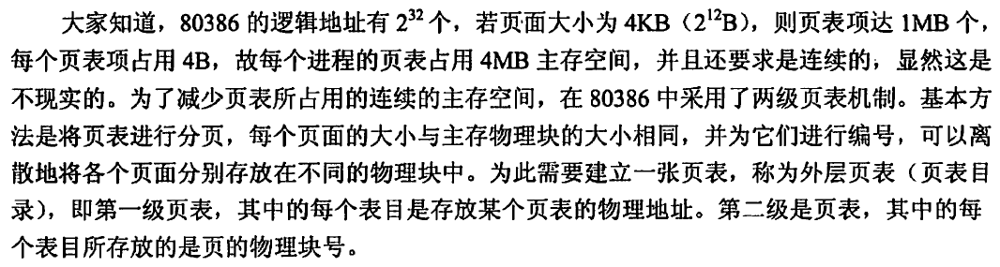 大家知道，80386 的逻辑地址有 2³² 个，若页面大小为 4KB（2¹²B），则页表项达 1MB 个，
每个页表项占用 4B，故每个进程的页表占用 4MB 主存空间，并且还要求是连续的，显然这是
不现实的。为了减少页表所占用的连续的主存空间，在 80386 中采用了两级页表机制。基本方
法是将页表进行分页，每个页面的大小与主存物理块的大小相同，并为它们进行编号，可以离
散地将各个页面分别存放在不同的物理块中。为此需要建立一张页表，称为外层页表（页表目
录），即第一级页表，其中的每个表目是存放某个页表的物理地址。第二级是页表，其中的每
个表目所存放的是页的物理块号。